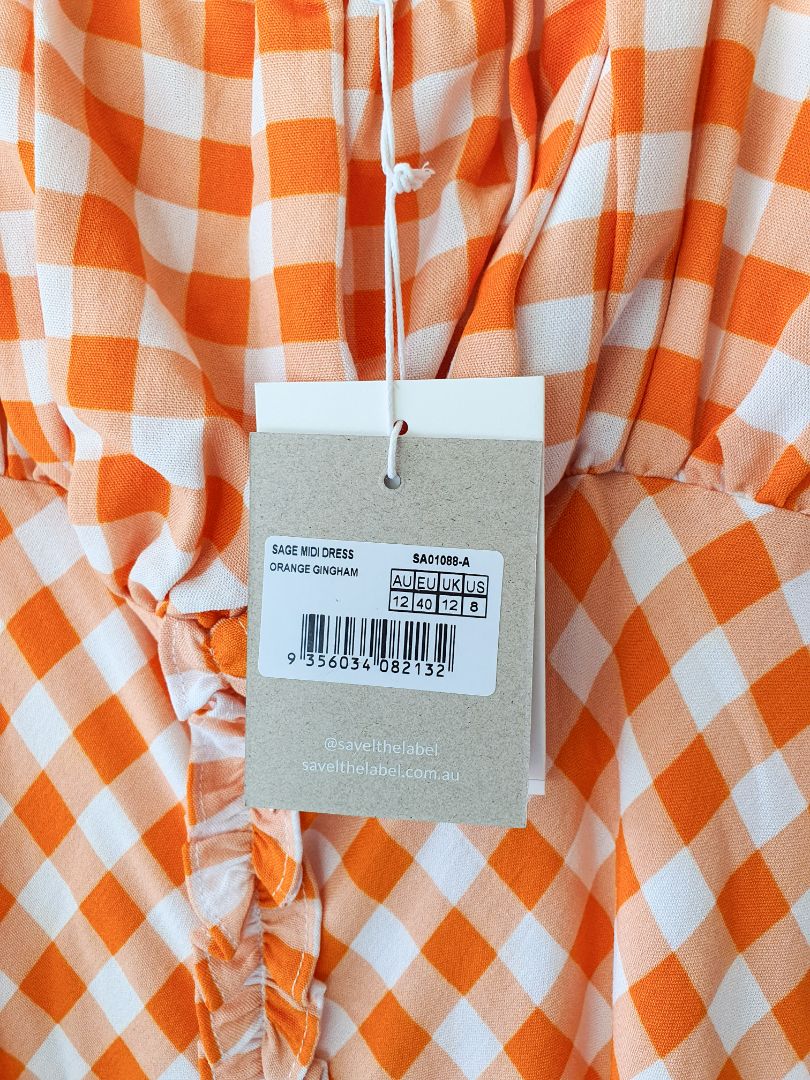 SAGE MIDI DRESS SA01088-A
ORANGE GINGHAM
AU EU UK US
12 40 12 8
9 356034 082132
@savelthelabel
savelthelabel.com.au